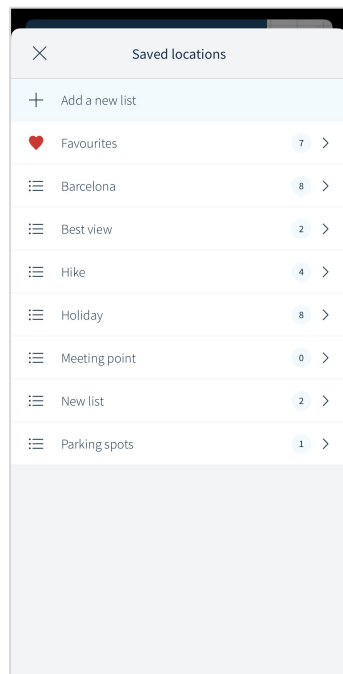 Saved locations
Add a new list
Favourites 7
Barcelona 8
Best view 2
Hike 4
Holiday 8
Meeting point 0
New list 2
Parking spots 1